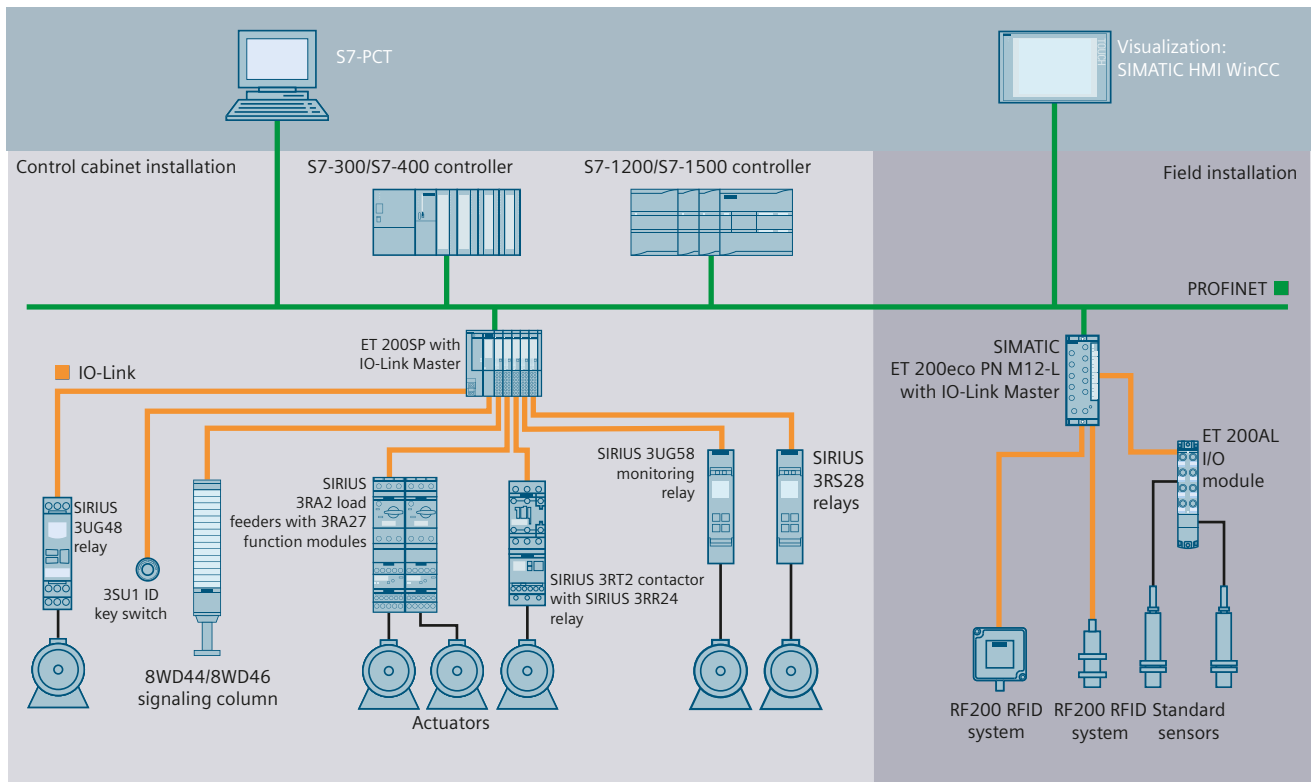 S7-PCT
Visualization:
SIMATIC HMI WinCC
Control cabinet installation
S7-300/S7-400 controller
S7-1200/S7-1500 controller
Field installation
PROFINET
ET 200SP with
IO-Link Master
IO-Link
SIMATIC
ET 200eco PN M12-L
with IO-Link Master
SIRIUS
3UG48
relay
3SU1 ID
key switch
8WD44/8WD46
signaling column
SIRIUS
3RA2 load
feeders with 3RA27
function modules
SIRIUS 3RT2 contactor
with SIRIUS 3RR24
relay
Actuators
SIRIUS 3UG58
monitoring
relay
SIRIUS
3RS28
relays
ET 200AL
I/O
module
RF200 RFID
system
RF200 RFID
system
Standard
sensors